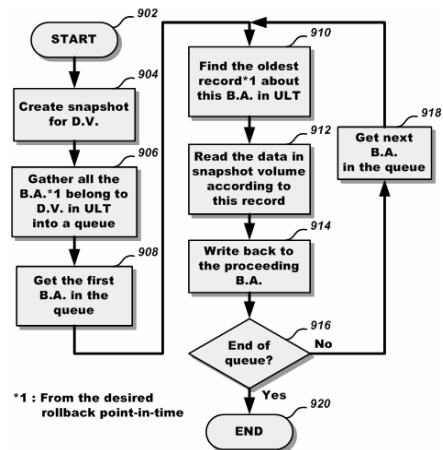 902
START
904
Create snapshot
for D.V.
906
Gather all the
B.A.*1 belong to
D.V. in ULT
into a queue
908
Get the first
B.A. in the
queue
910
Find the oldest
record*1 about
this B.A. in ULT
912
Read the data in
snapshot volume
according to
this record
914
Write back to
the proceeding
B.A.
916
End of
queue?
No
Yes
918
Get next
B.A.
in the queue
920
END
*1 : From the desired
rollback point-in-time